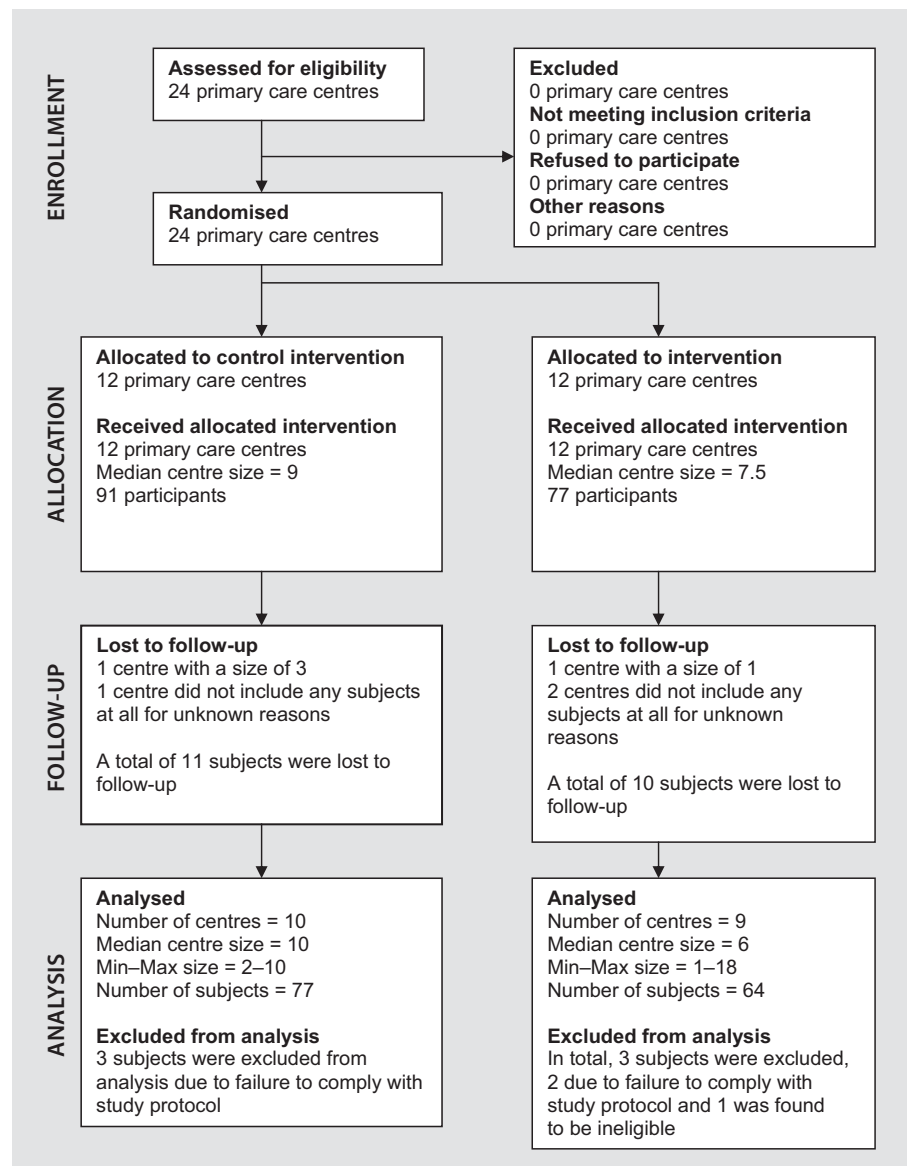 ENROLLMENT
Assessed for eligibility
24 primary care centres
Excluded
0 primary care centres
Not meeting inclusion criteria
0 primary care centres
Refused to participate
0 primary care centres
Other reasons
0 primary care centres
Randomised
24 primary care centres
ALLOCATION
Allocated to control intervention
12 primary care centres
Received allocated intervention
12 primary care centres
Median centre size = 9
91 participants
Allocated to intervention
12 primary care centres
Received allocated intervention
12 primary care centres
Median centre size = 7.5
77 participants
FOLLOW-UP
Lost to follow-up
1 centre with a size of 3
1 centre did not include any subjects
at all for unknown reasons
A total of 11 subjects were lost to
follow-up
Lost to follow-up
1 centre with a size of 1
2 centres did not include any
subjects at all for unknown
reasons
A total of 10 subjects were lost to
follow-up
ANALYSIS
Analysed
Number of centres = 10
Median centre size = 10
Min–Max size = 2–10
Number of subjects = 77
Excluded from analysis
3 subjects were excluded from
analysis due to failure to comply with
study protocol
Analysed
Number of centres = 9
Median centre size = 6
Min–Max size = 1–18
Number of subjects = 64
Excluded from analysis
In total, 3 subjects were excluded,
2 due to failure to comply with
study protocol and 1 was found
to be ineligible